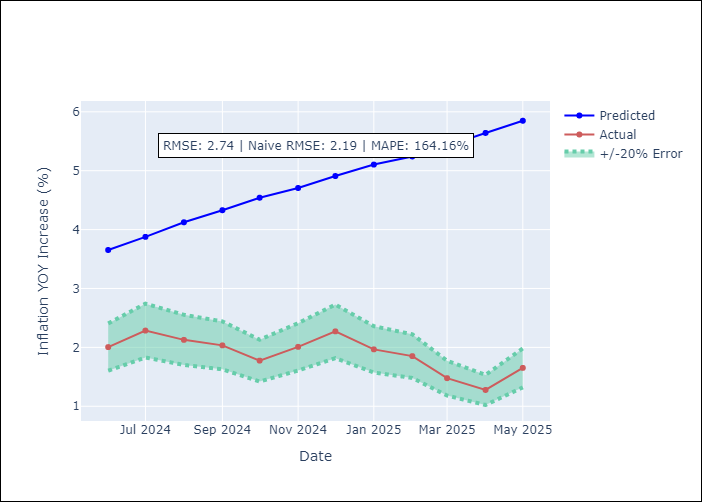 6
5
4
3
2
1
Inflation YOY Increase (%)
RMSE: 2.74 | Naive RMSE: 2.19 | MAPE: 164.16%
Predicted
Actual
+/-20% Error
Jul 2024 Sep 2024 Nov 2024 Jan 2025 Mar 2025 May 2025
Date